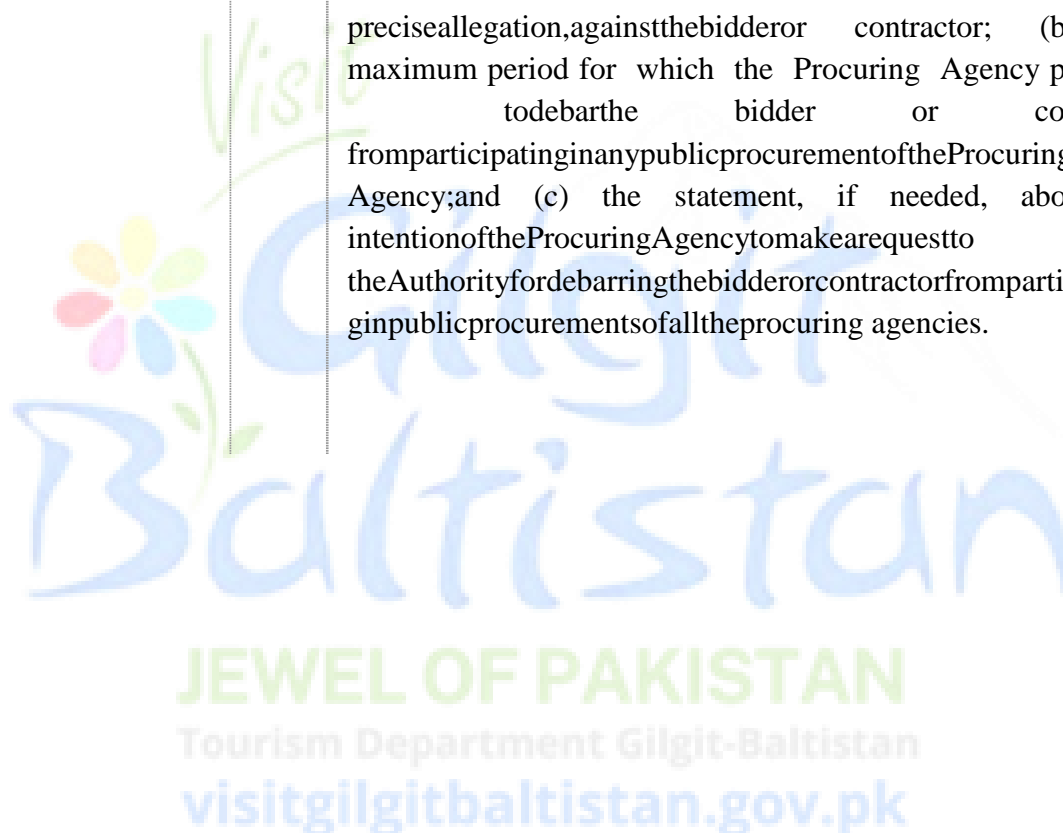 preciseallegation,againstthebidderor contractor; (b
maximum period for which the Procuring Agency p
todebarthe bidder or co
fromparticipatinginanypublicprocurementoftheProcuring
Agency;and (c) the statement, if needed, abo
intentionoftheProcuringAgencytomakearequestto
theAuthorityfordebarringthebidderorcontractorfromparti
ginpublicprocurementsofalltheprocuring agencies.
Visit
Gilgit
Baltistan
JEWEL OF PAKISTAN
Tourism Department Gilgit-Baltistan
visitgilgitbaltistan.gov.pk